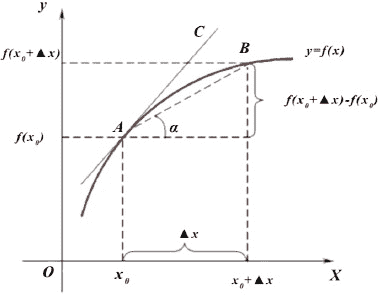 y
C
f(x₀+▲x)
B
y=f(x)
f(x₀+▲x)-f(x₀)
A
α
f(x₀)
▲x
O
x₀
x₀+▲x
X